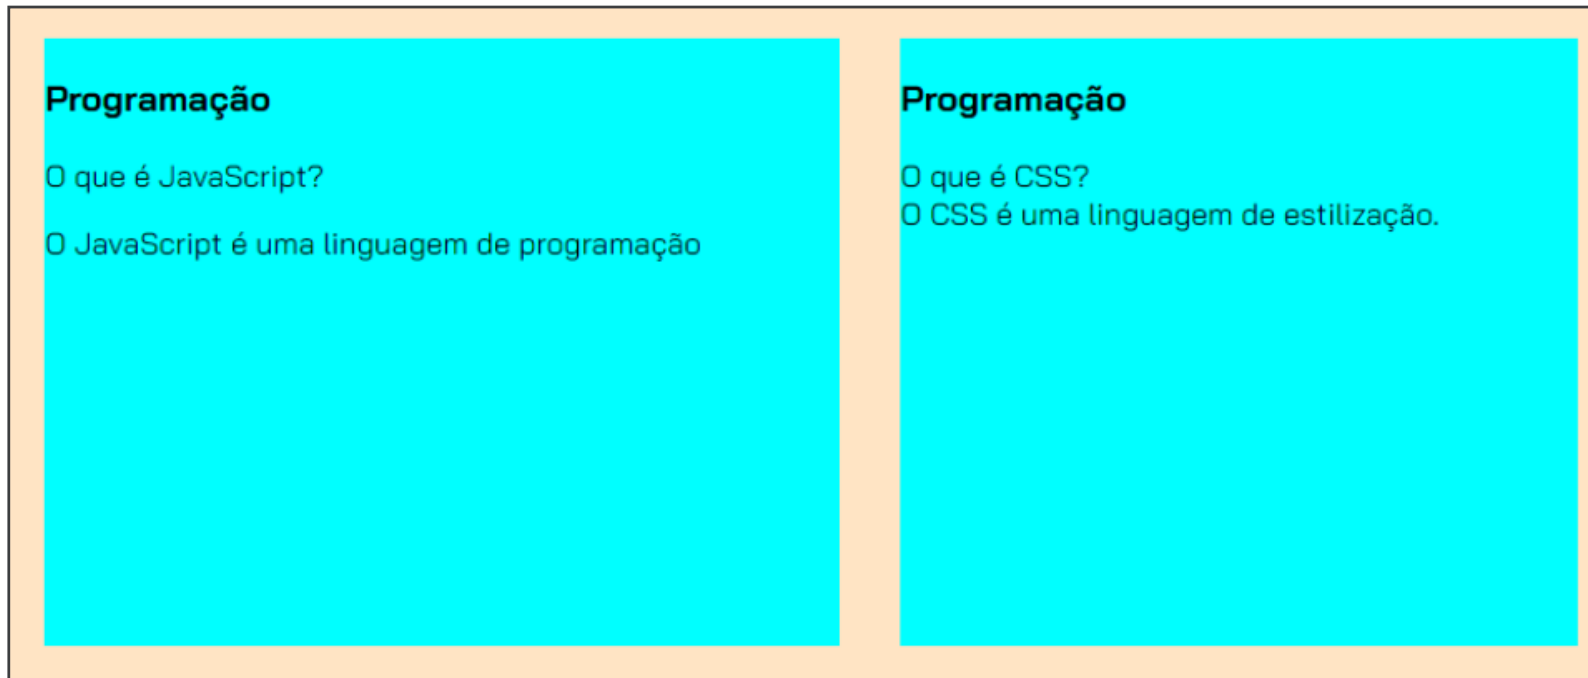 Programação
O que é JavaScript?
O JavaScript é uma linguagem de programação
Programação
O que é CSS?
O CSS é uma linguagem de estilização.